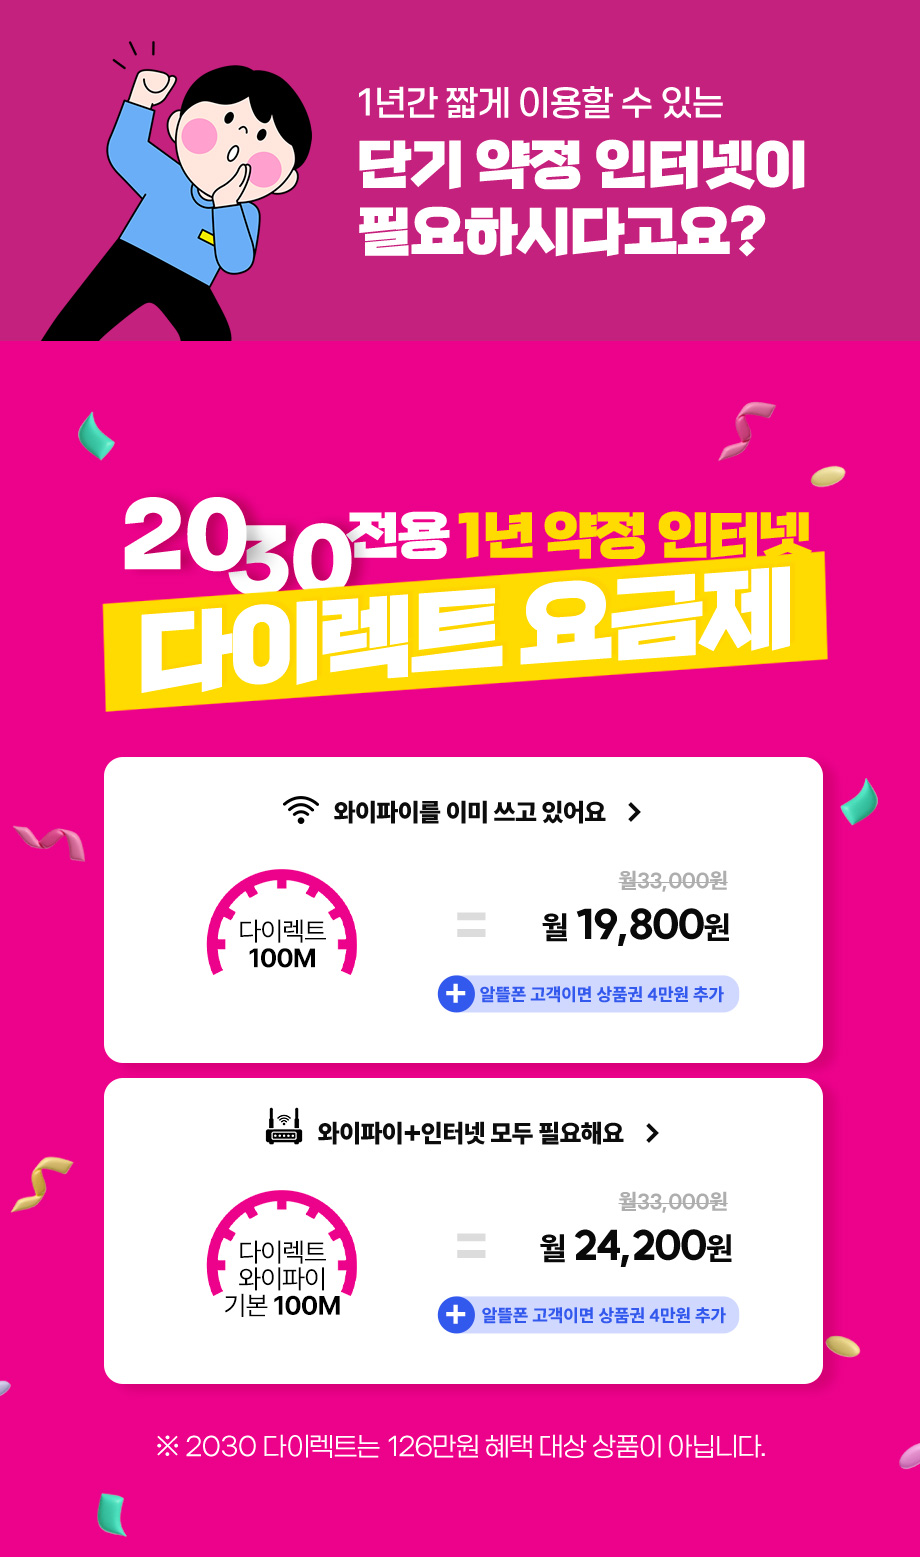 1년간 짧게 이용할 수 있는
단기 약정 인터넷이
필요하시다고요?
2030전용 1년 약정 인터넷
다이렉트 요금제
와이파이를 이미 쓰고 있어요 >
월33,000원
다이렉트
100M
= 월 19,800원
+ 알뜰폰 고객이면 상품권 4만원 추가
와이파이+인터넷 모두 필요해요 >
월33,000원
다이렉트
와이파이
기본 100M
= 월 24,200원
+ 알뜰폰 고객이면 상품권 4만원 추가
※ 2030 다이렉트는 126만원 혜택 대상 상품이 아닙니다.